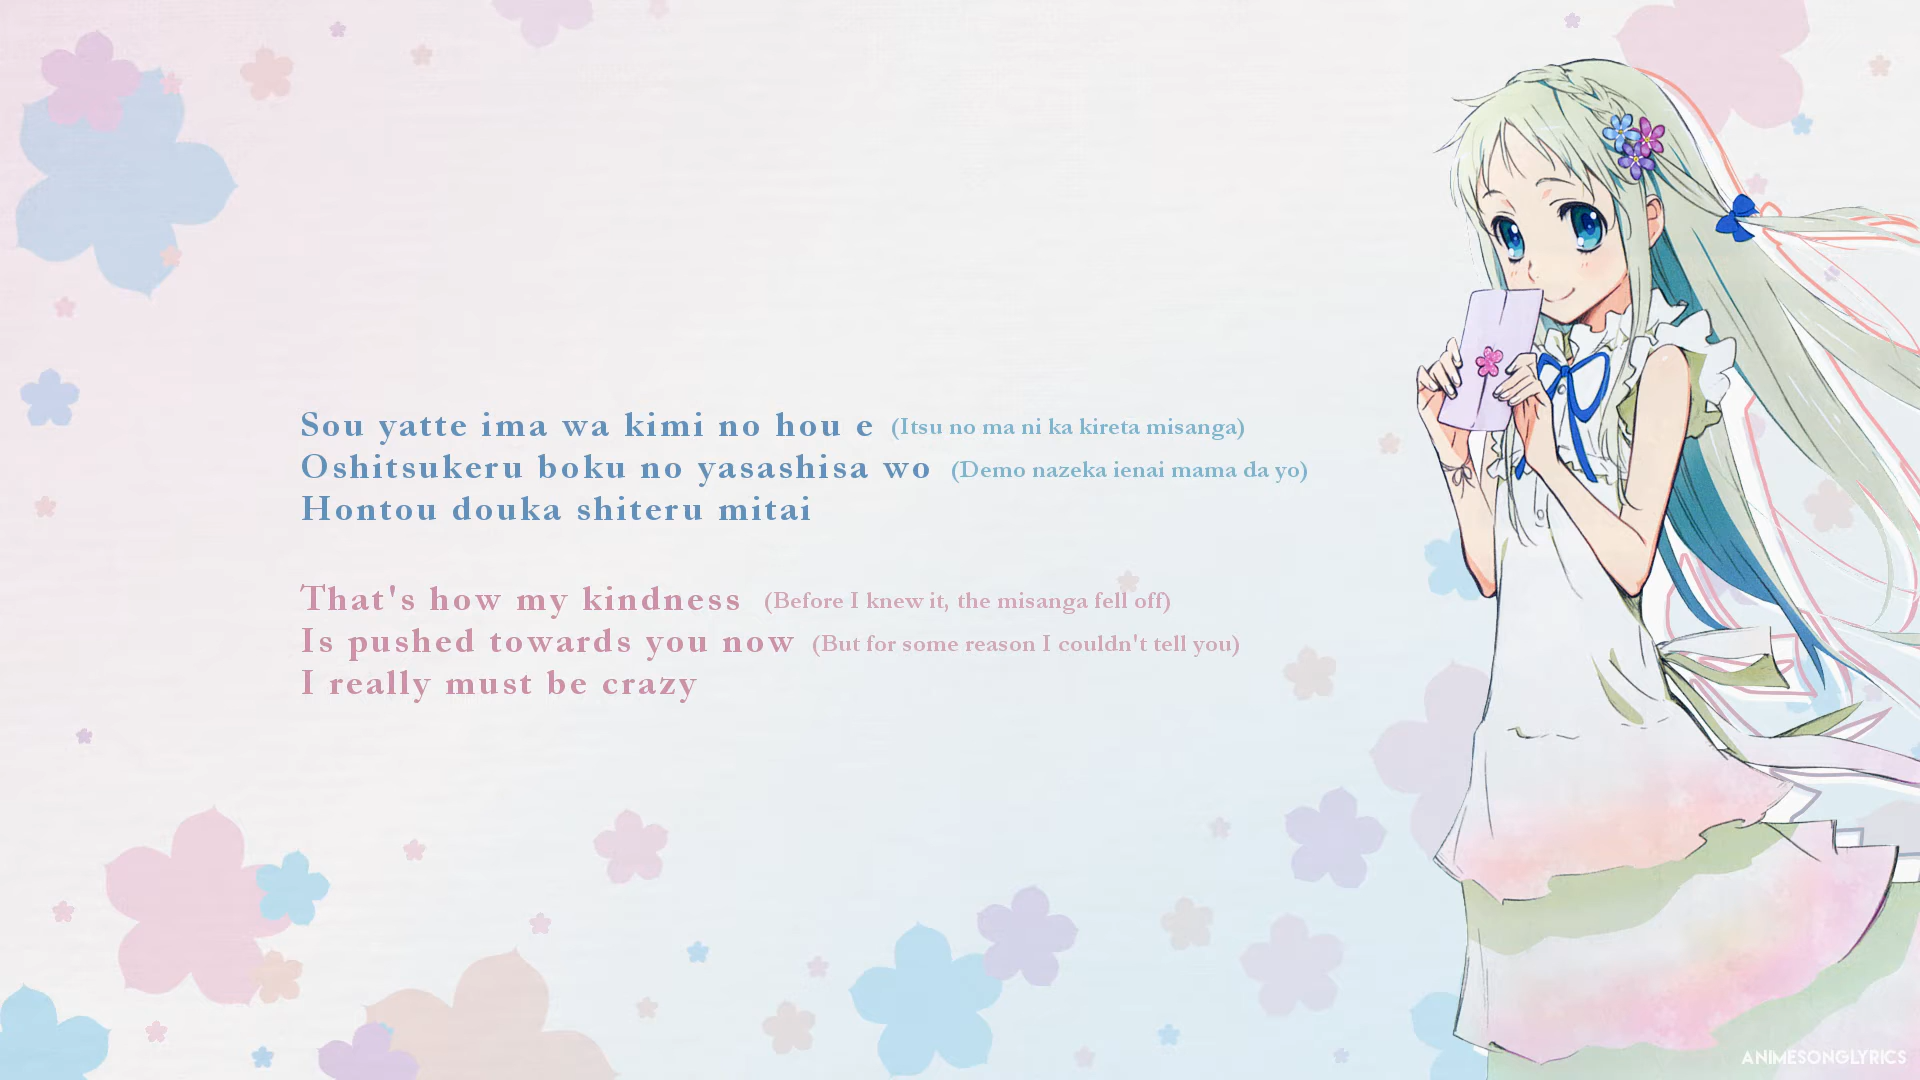 Sou yatte ima wa kimi no hou e (Itsu no ma ni ka kireta misanga)
Oshitsukeru boku no yasashisa wo (Demo nazeka ienai mama da yo)
Hontou douka shiteru mitai
That's how my kindness (Before I knew it, the misanga fell off)
Is pushed towards you now (But for some reason I couldn't tell you)
I really must be crazy
ANIMESONGLYRICS